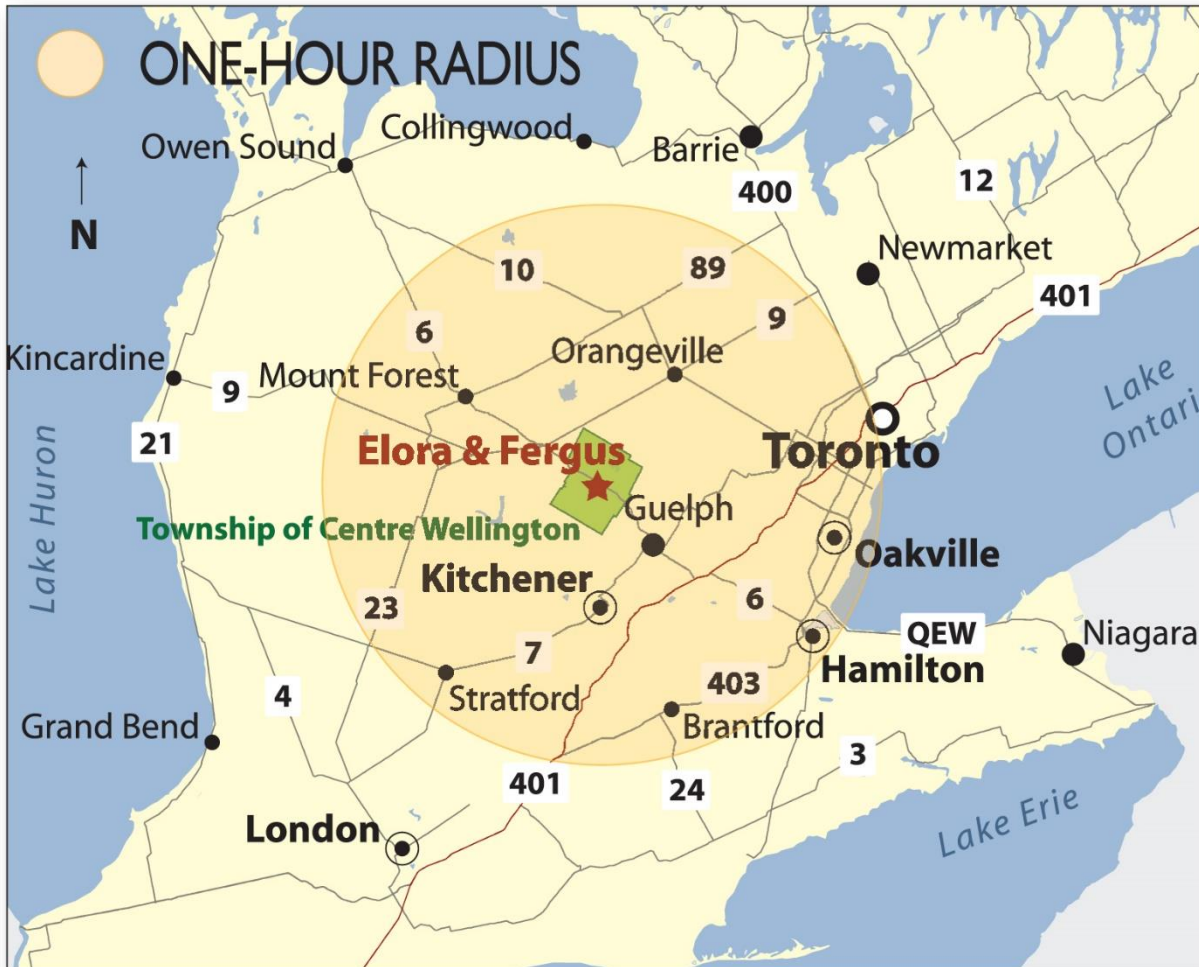 ONE-HOUR RADIUS
Collingwood
Owen Sound
Barrie
N
400
12
Newmarket
10
89
401
9
6
Orangeville
Kincardine
9
Mount Forest
Lake
Ontari
21
Toronto
Elora & Fergus
Lake Huron
Guelph
Township of Centre Wellington
Oakville
Kitchener
23
6
QEW
Niagara
7
Hamilton
403
4
Stratford
Grand Bend
Brantford
3
401
24
Lake Erie
London